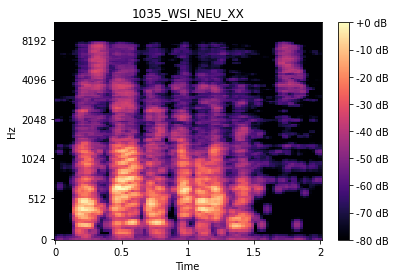 1035_WSI_NEU_XX
8192
4096
2048
1024
512
0
Hz
0
0.5
1
1.5
2
Time
+0 dB
-10 dB
-20 dB
-30 dB
-40 dB
-50 dB
-60 dB
-70 dB
-80 dB